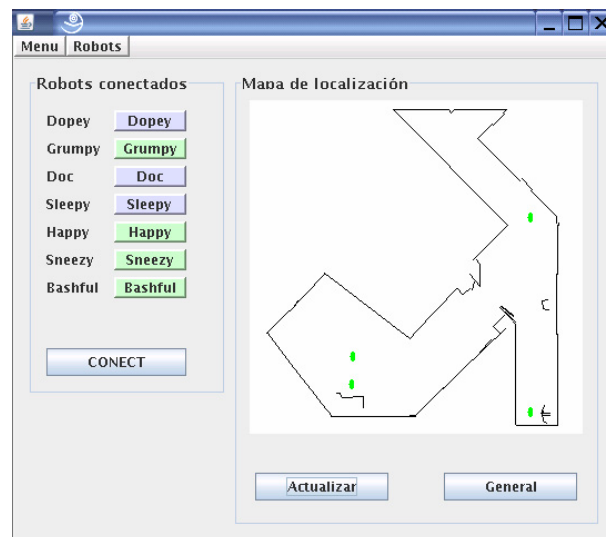 Menu Robots
Robots conectados
Dopey Dopey
Grumpy Grumpy
Doc Doc
Sleepy Sleepy
Happy Happy
Sneezy Sneezy
Bashful Bashful
CONECT
Mapa de localización
Actualizar General